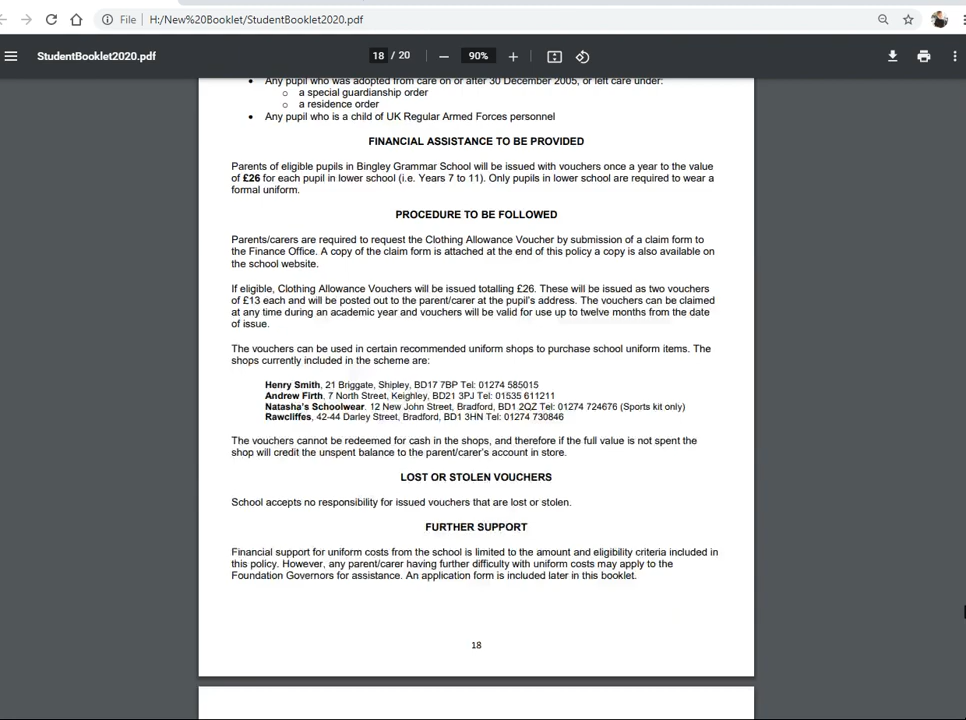 File H:/New%20Booklet/StudentBooklet2020.pdf
StudentBooklet2020.pdf 18 / 20 90%
• Any pupil who was adopted from care on or after 30 December 2005, or left care under:
o a special guardianship order
o a residence order
• Any pupil who is a child of UK Regular Armed Forces personnel
FINANCIAL ASSISTANCE TO BE PROVIDED
Parents of eligible pupils in Bingley Grammar School will be issued with vouchers once a year to the value
of £26 for each pupil in lower school (i.e. Years 7 to 11). Only pupils in lower school are required to wear a
formal uniform.
PROCEDURE TO BE FOLLOWED
Parents/carers are required to request the Clothing Allowance Voucher by submission of a claim form to
the Finance Office. A copy of the claim form is attached at the end of this policy a copy is also available on
the school website.
If eligible, Clothing Allowance Vouchers will be issued totalling £26. These will be issued as two vouchers
of £13 each and will be posted out to the parent/carer at the pupil's address. The vouchers can be claimed
at any time during an academic year and vouchers will be valid for use up to twelve months from the date
of issue.
The vouchers can be used in certain recommended uniform shops to purchase school uniform items. The
shops currently included in the scheme are:
Henry Smith, 21 Briggate, Shipley, BD17 7BP Tel: 01274 585015
Andrew Firth, 7 North Street, Keighley, BD21 3PJ Tel: 01535 611211
Natasha's Schoolwear. 12 New John Street, Bradford, BD1 2QZ Tel: 01274 724676 (Sports kit only)
Rawcliffes, 42-44 Darley Street, Bradford, BD1 3HN Tel: 01274 730846
The vouchers cannot be redeemed for cash in the shops, and therefore if the full value is not spent the
shop will credit the unspent balance to the parent/carer's account in store.
LOST OR STOLEN VOUCHERS
School accepts no responsibility for issued vouchers that are lost or stolen.
FURTHER SUPPORT
Financial support for uniform costs from the school is limited to the amount and eligibility criteria included in
this policy. However, any parent/carer having further difficulty with uniform costs may apply to the
Foundation Governors for assistance. An application form is included later in this booklet.
18